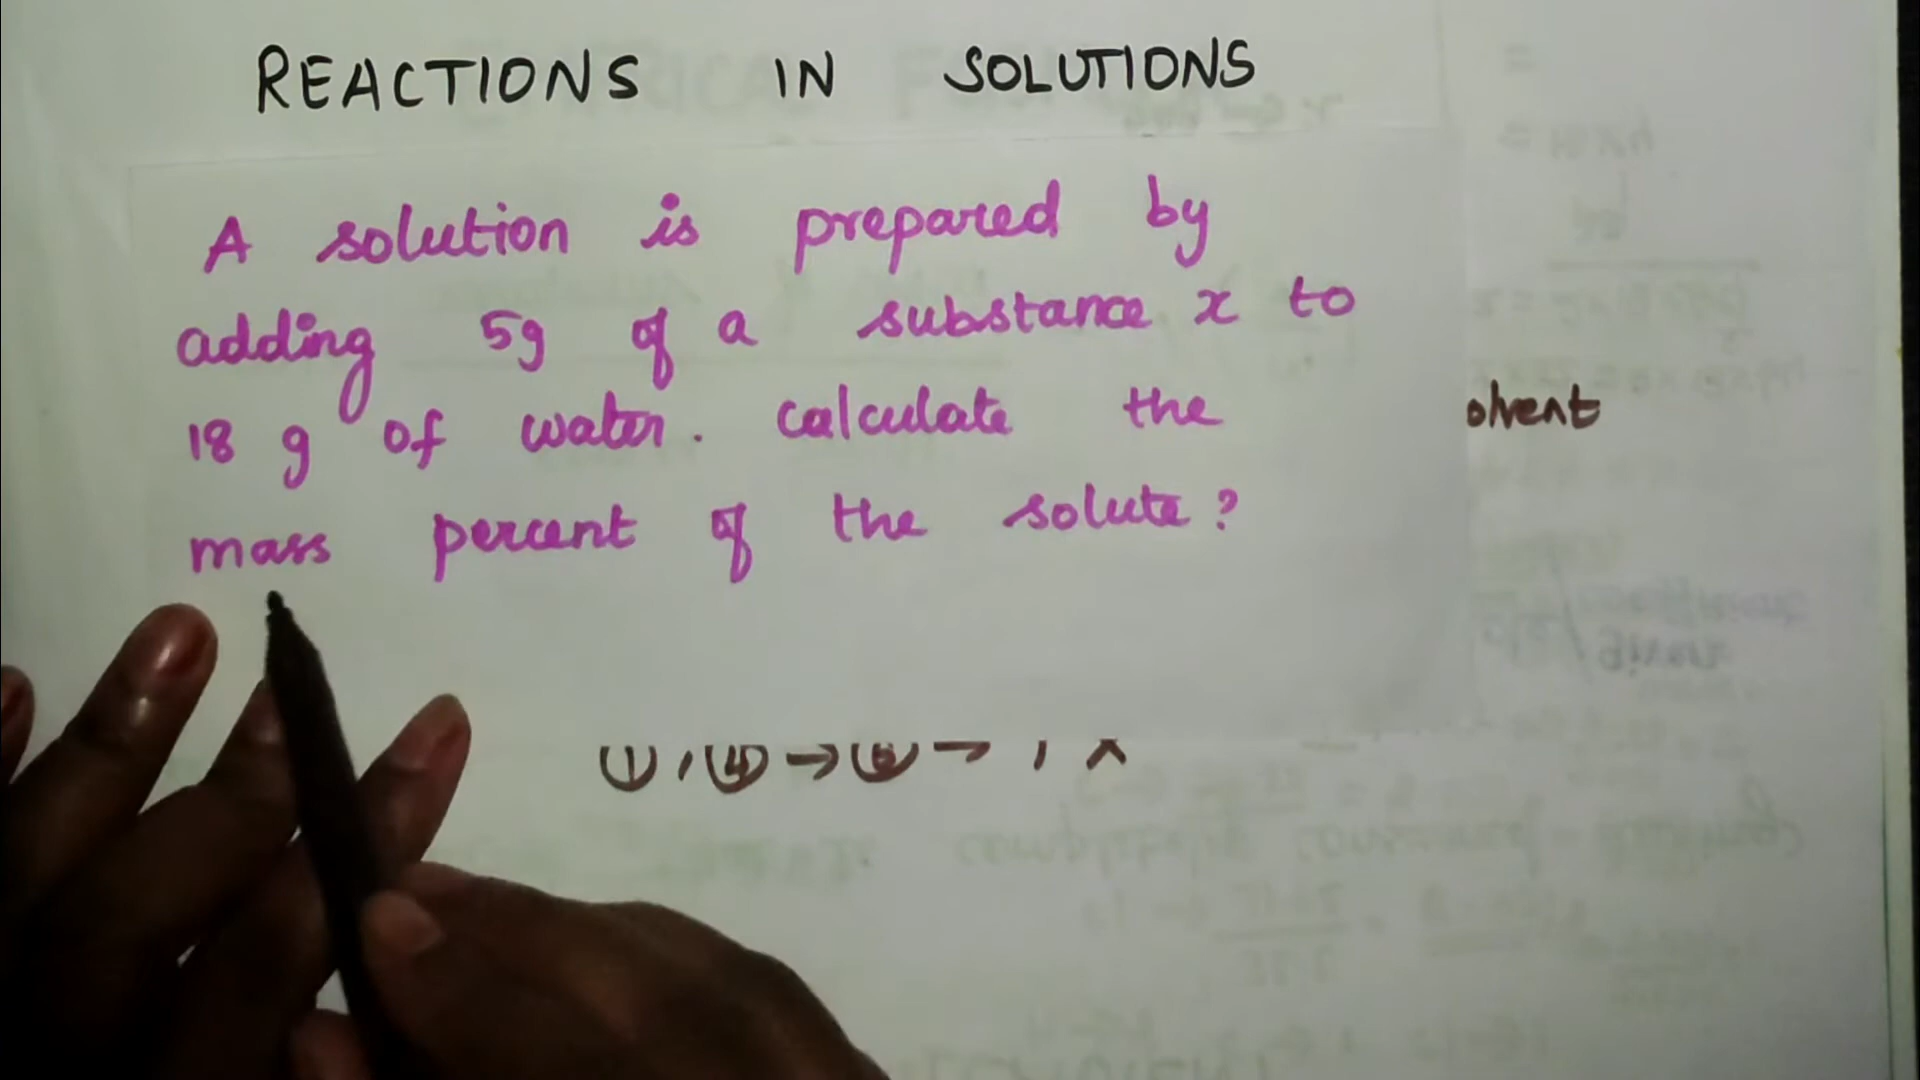 REACTIONS IN SOLUTIONS
A solution is prepared by
adding 5g of a substance x to
18 g of water. calculate the
olvent
mass percent of the solute?